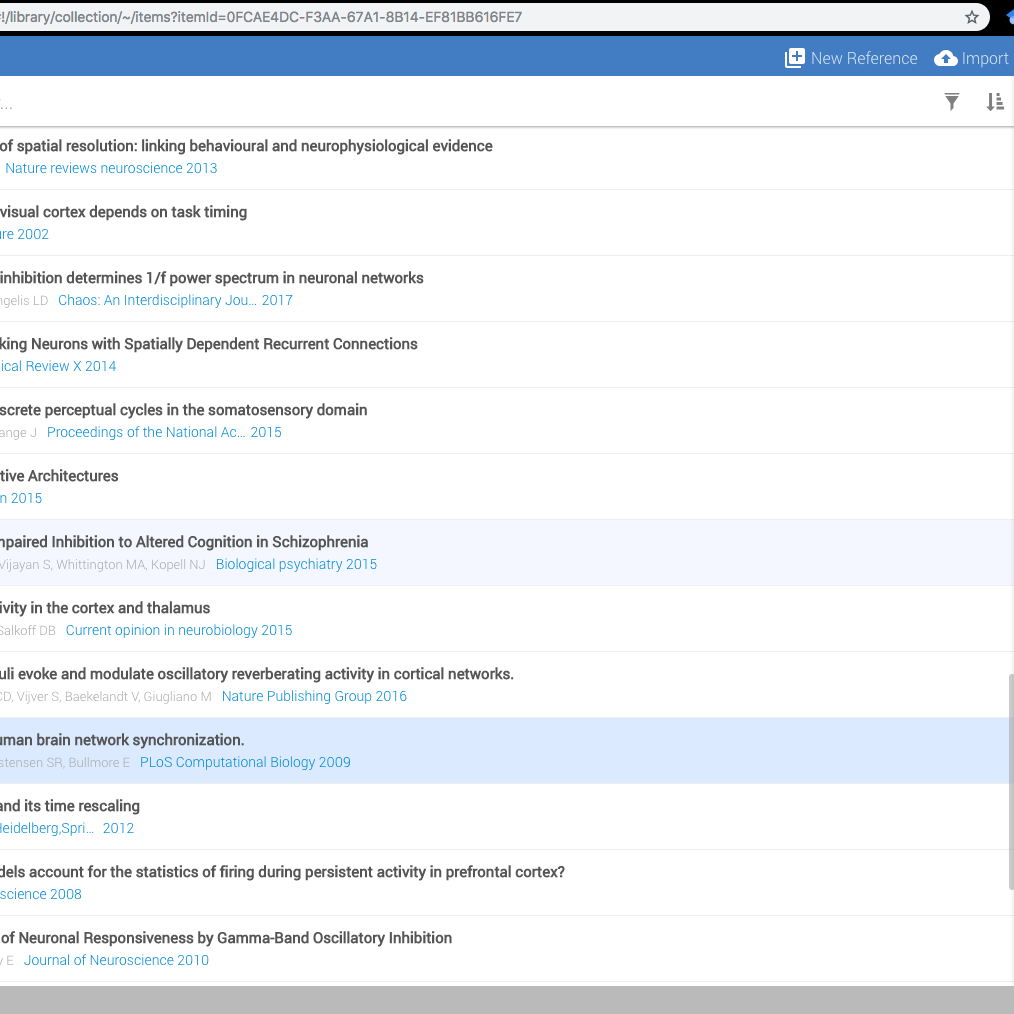 !/library/collection/~/items?itemId=0FCAE4DC-F3AA-67A1-8B14-EF81BB616FE7
New Reference Import
...
of spatial resolution: linking behavioural and neurophysiological evidence
Nature reviews neuroscience 2013
visual cortex depends on task timing
ure 2002
inhibition determines 1/f power spectrum in neuronal networks
ngelis LD Chaos: An Interdisciplinary Jou... 2017
king Neurons with Spatially Dependent Recurrent Connections
ical Review X 2014
screte perceptual cycles in the somatosensory domain
ange J Proceedings of the National Ac... 2015
tive Architectures
n 2015
mpaired Inhibition to Altered Cognition in Schizophrenia
Vijayan S, Whittington MA, Kopell NJ Biological psychiatry 2015
ivity in the cortex and thalamus
Salkoff DB Current opinion in neurobiology 2015
uli evoke and modulate oscillatory reverberating activity in cortical networks.
CD, Vijver S, Baekelandt V, Giugliano M Nature Publishing Group 2016
uman brain network synchronization.
stensen SR, Bullmore E PLoS Computational Biology 2009
and its time rescaling
Heidelberg,Spri... 2012
dels account for the statistics of firing during persistent activity in prefrontal cortex?
science 2008
of Neuronal Responsiveness by Gamma-Band Oscillatory Inhibition
y E Journal of Neuroscience 2010